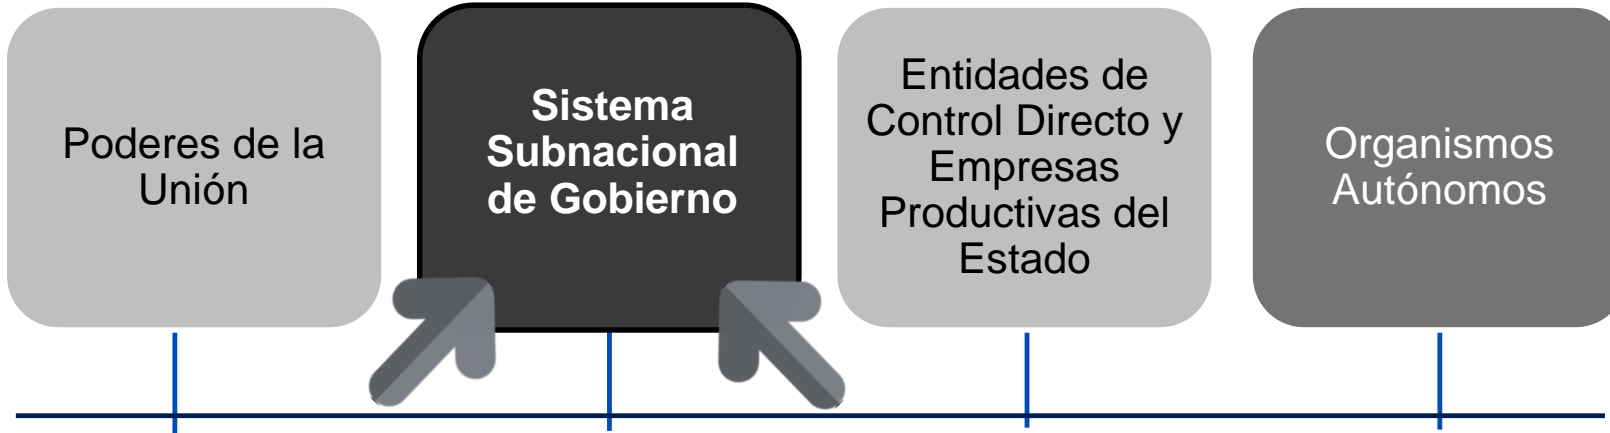 Poderes de la
Unión
Sistema
Subnacional
de Gobierno
Entidades de
Control Directo y
Empresas
Productivas del
Estado
Organismos
Autónomos